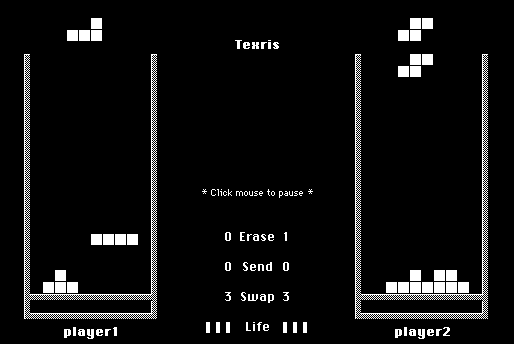 Texris
* Click mouse to pause *
0 Erase 1
0 Send 0
3 Swap 3
Life
player1
player2